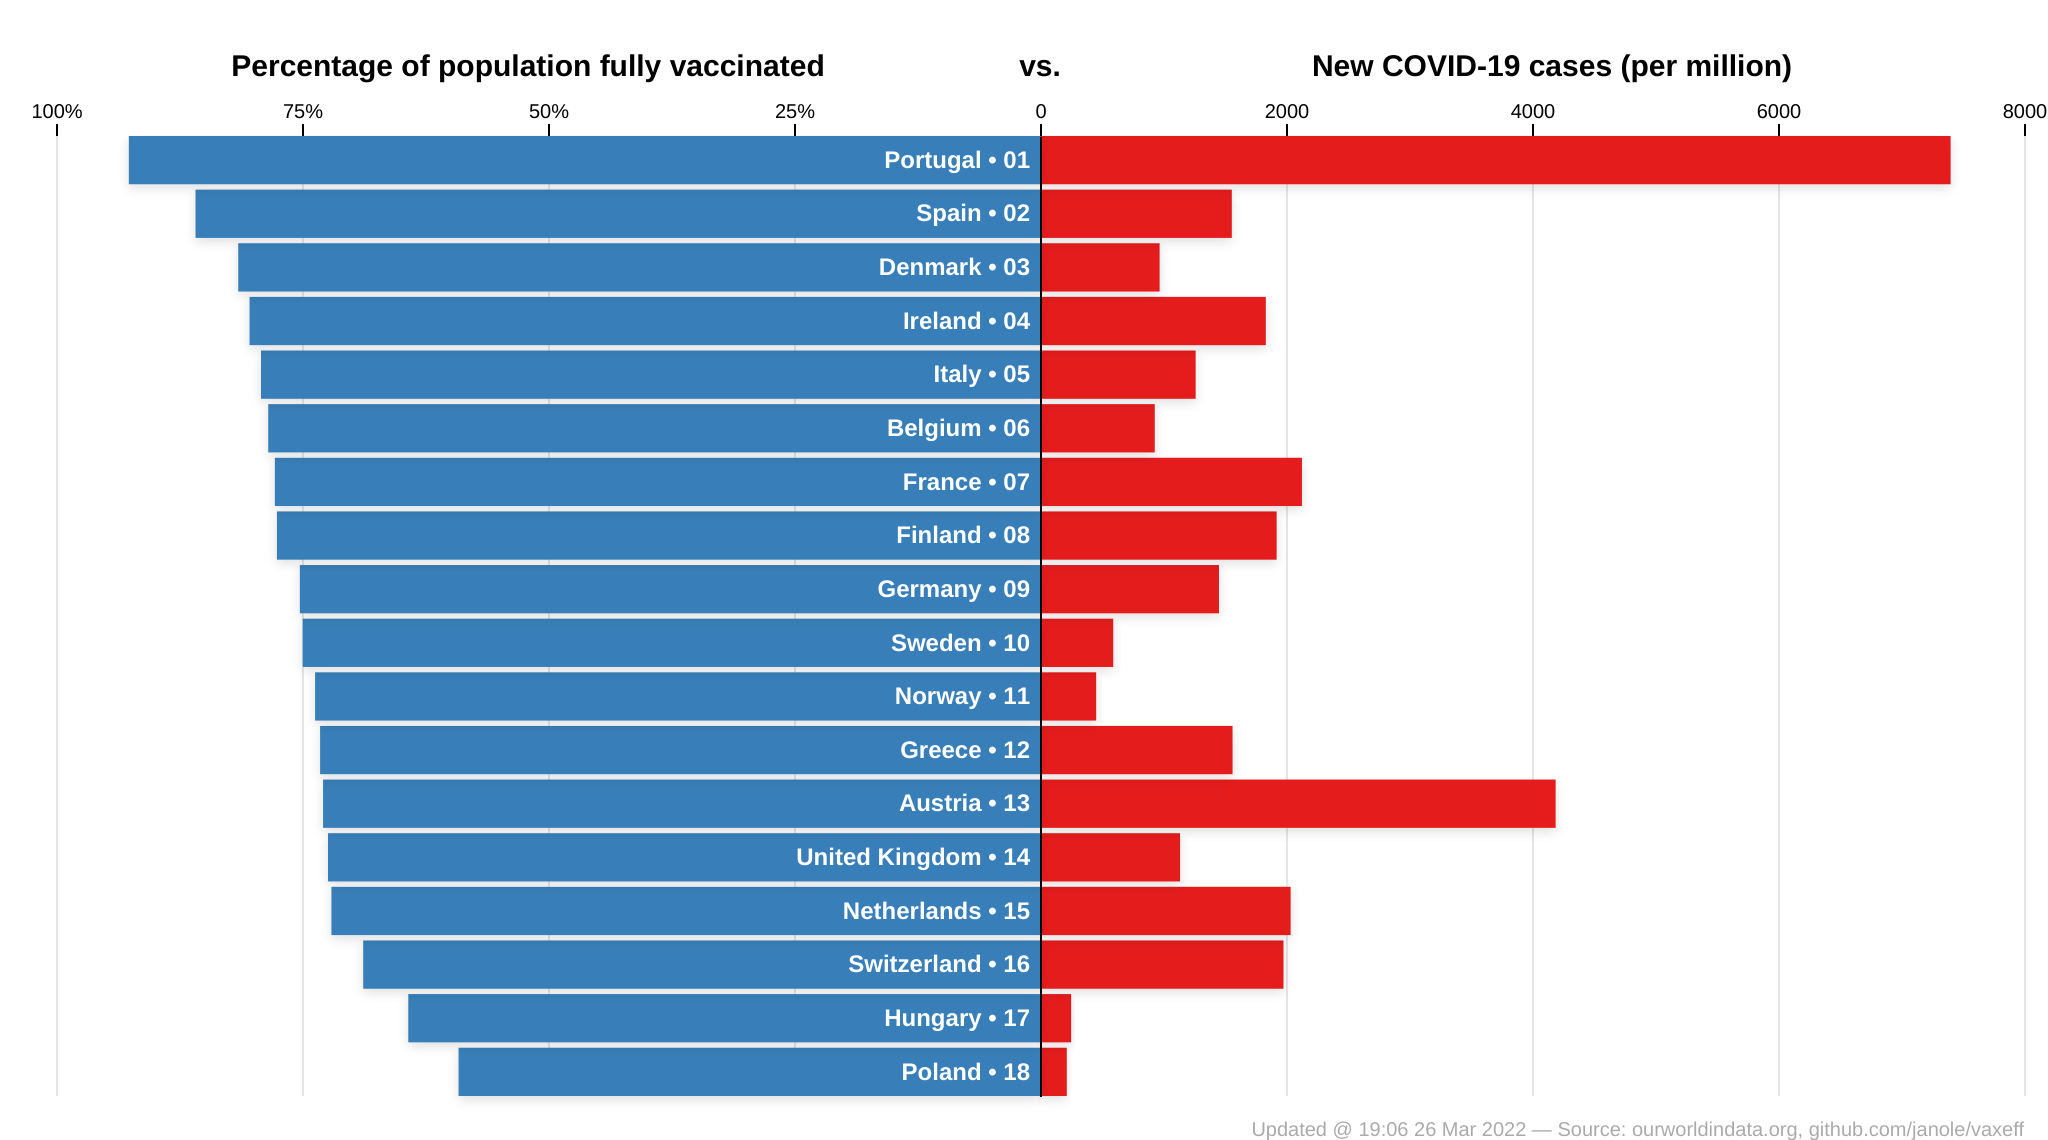 Percentage of population fully vaccinated vs. New COVID-19 cases (per million)
100% 75% 50% 25% 0 2000 4000 6000 8000
Portugal • 01
Spain • 02
Denmark • 03
Ireland • 04
Italy • 05
Belgium • 06
France • 07
Finland • 08
Germany • 09
Sweden • 10
Norway • 11
Greece • 12
Austria • 13
United Kingdom • 14
Netherlands • 15
Switzerland • 16
Hungary • 17
Poland • 18
Updated @ 19:06 26 Mar 2022 — Source: ourworldindata.org, github.com/janole/vaxeff